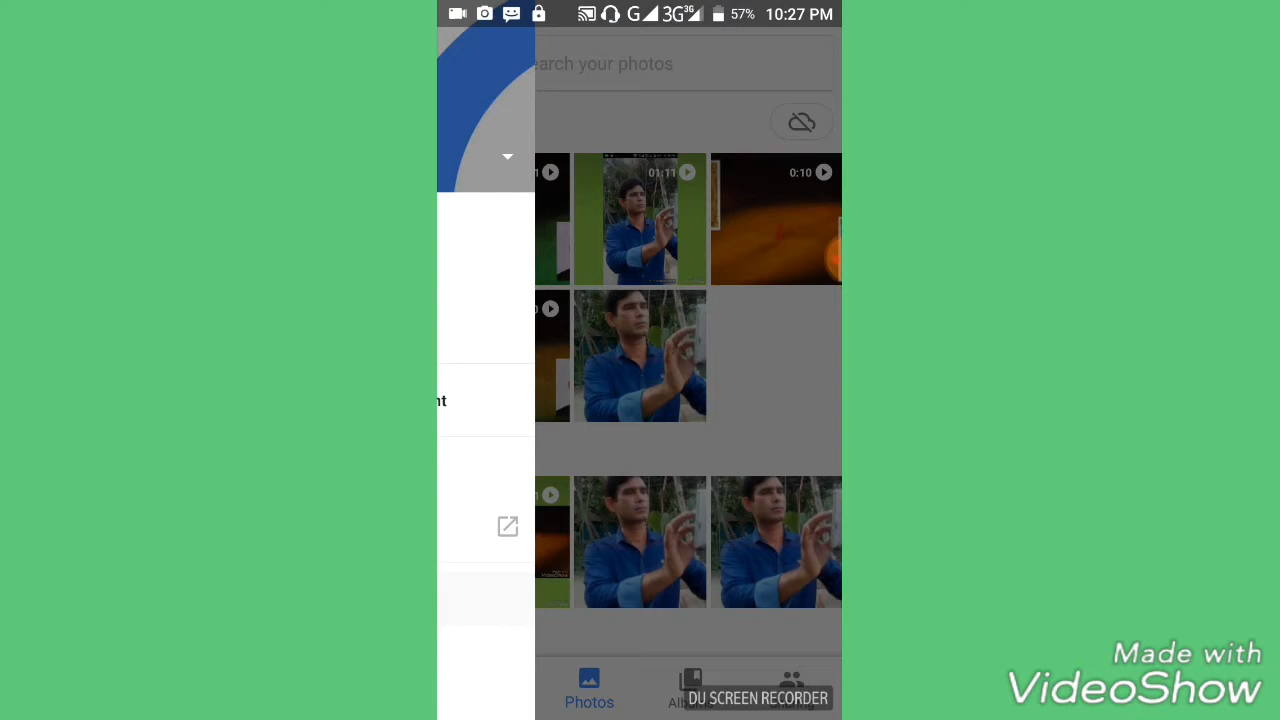 G 3G 3G 57% 10:27 PM
earch your photos
01:11
0:10
nt
Photos
DU SCREEN RECORDER
Made with
VideoShow